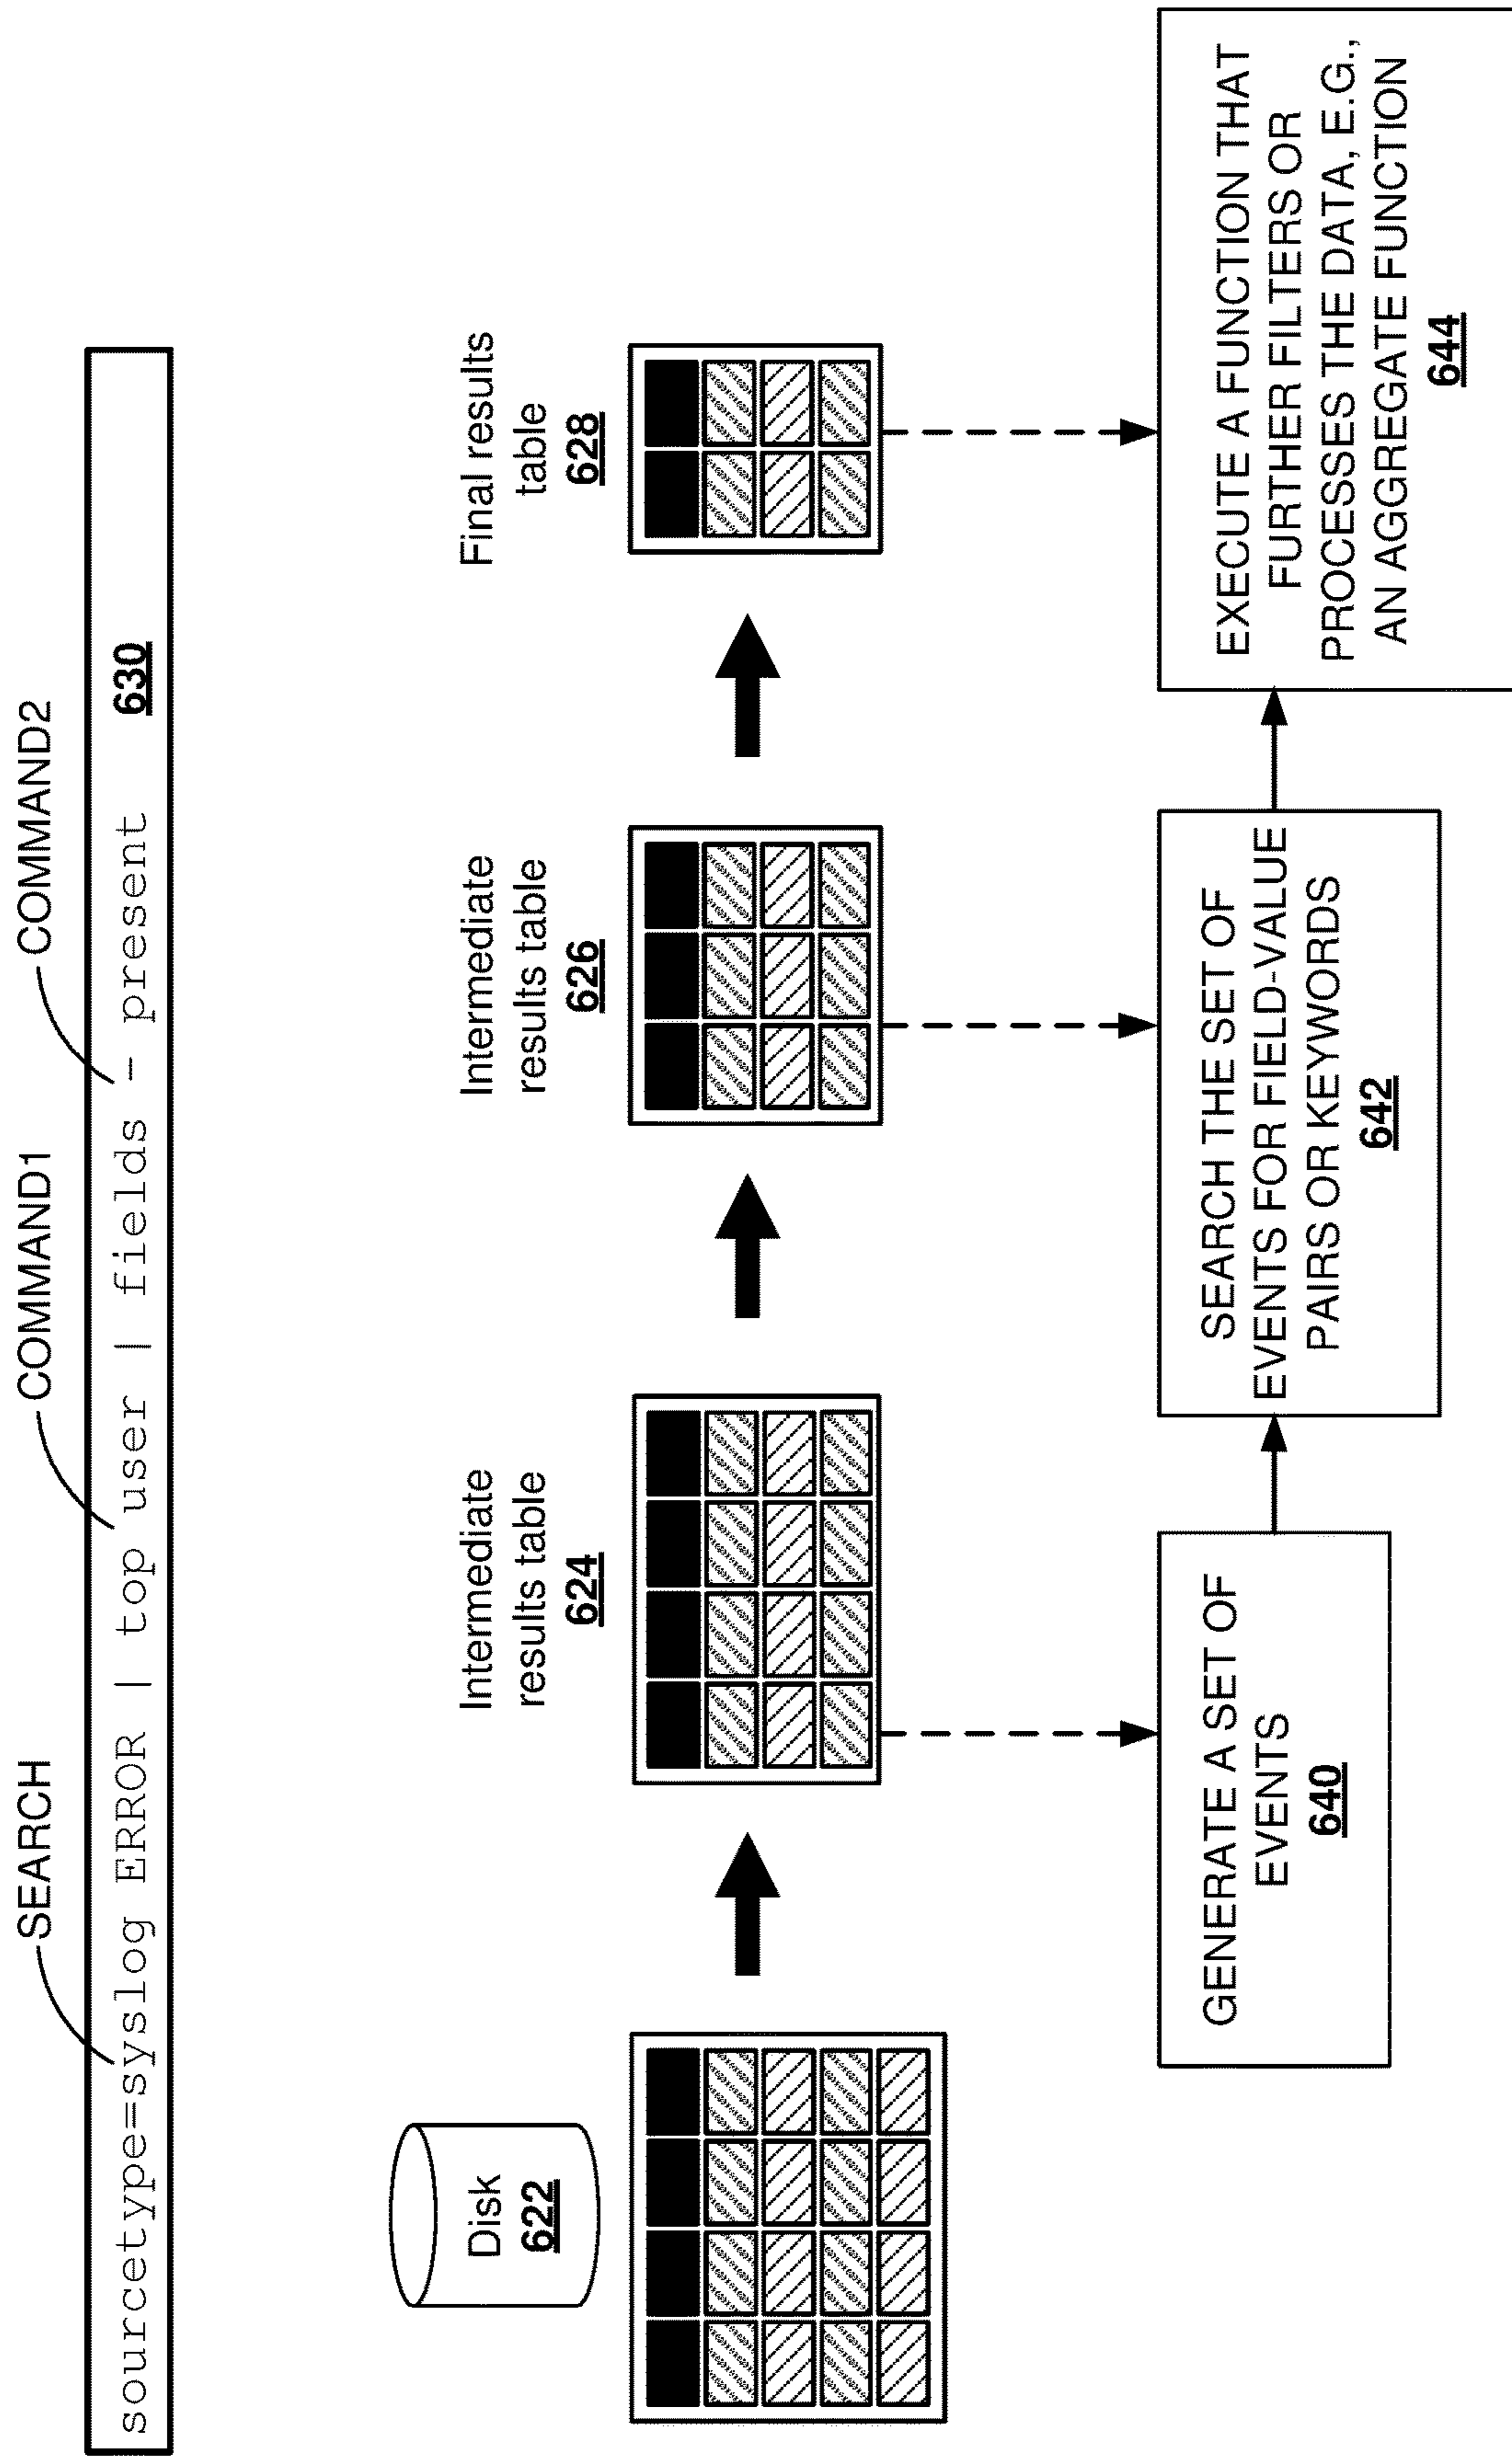 SEARCH
COMMAND1
COMMAND2
sourcetype=syslog ERROR | top user | fields – present 630
Disk
622
Intermediate
results table
624
Intermediate
results table
626
Final results
table
628
GENERATE A SET OF
EVENTS
640
SEARCH THE SET OF
EVENTS FOR FIELD-VALUE
PAIRS OR KEYWORDS
642
EXECUTE A FUNCTION THAT
FURTHER FILTERS OR
PROCESSES THE DATA, E.G.,
AN AGGREGATE FUNCTION
644